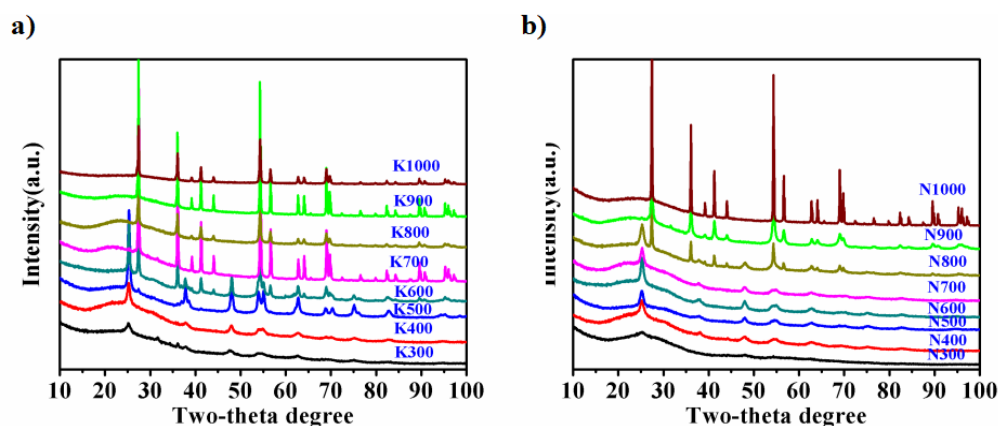 a)
Intensity(a.u.)
K1000
K900
K800
K700
K600
K500
K400
K300
10 20 30 40 50 60 70 80 90 100
Two-theta degree
b)
Intensity(a.u.)
N1000
N900
N800
N700
N600
N500
N400
N300
10 20 30 40 50 60 70 80 90 100
Two-theta degree